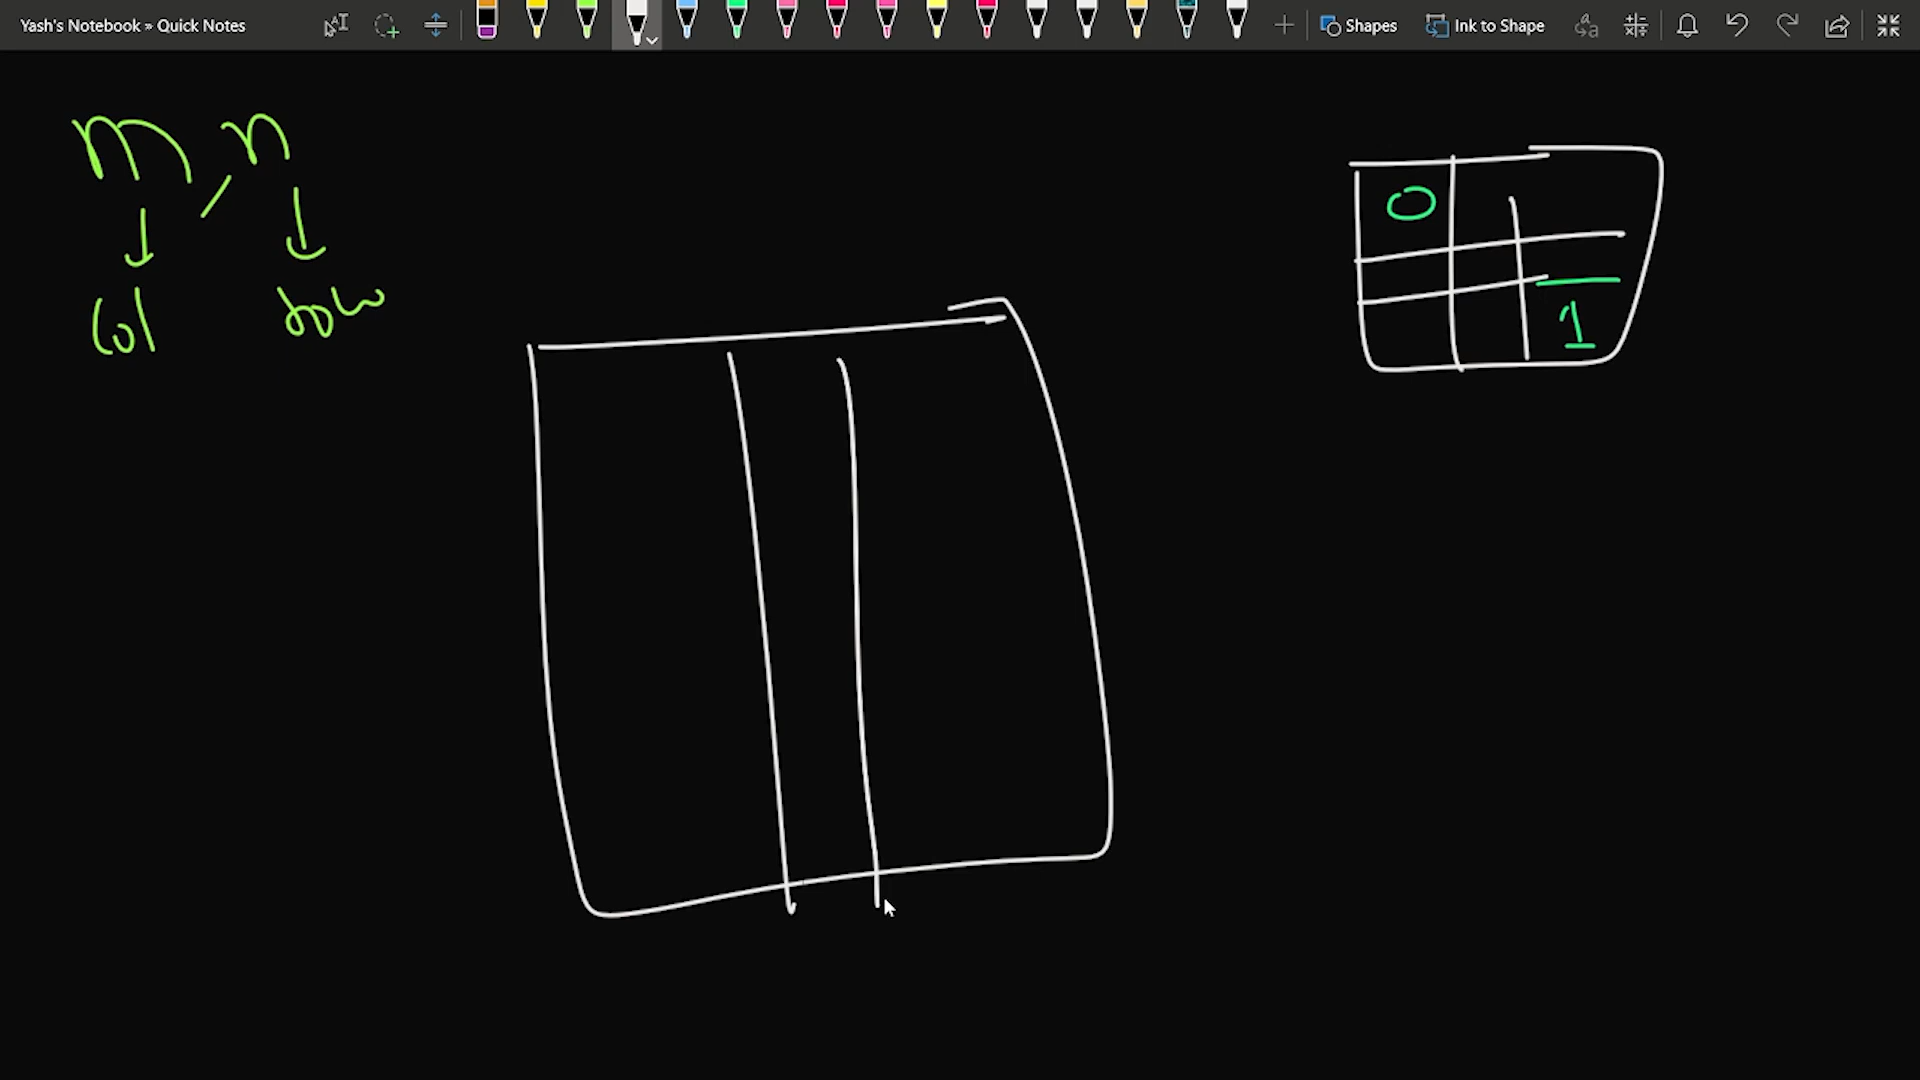 Yash's Notebook » Quick Notes
Shapes
Ink to Shape
m, n
Col row
0
1